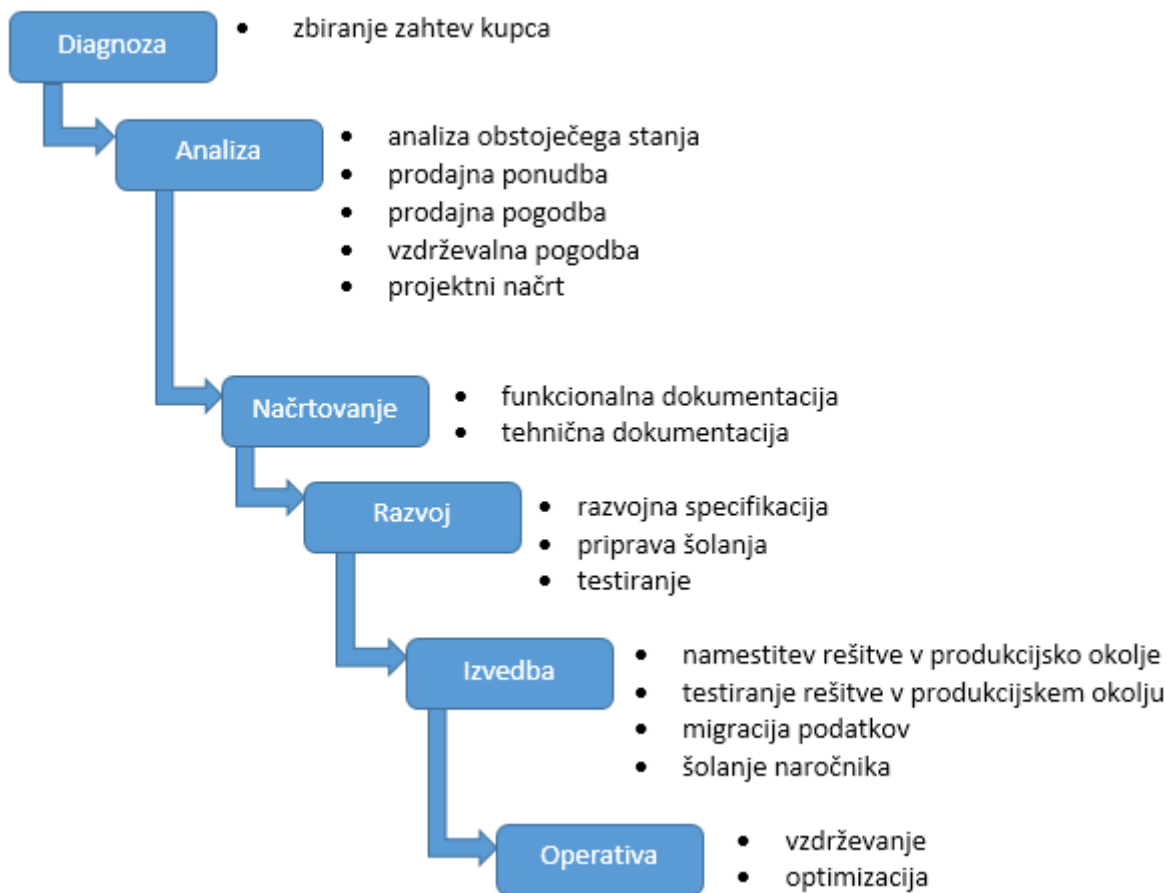 Diagnoza
• zbiranje zahtev kupca
Analiza
• analiza obstoječega stanja
• prodajna ponudba
• prodajna pogodba
• vzdrževalna pogodba
• projektni načrt
Načrtovanje
• funkcionalna dokumentacija
• tehnična dokumentacija
Razvoj
• razvojna specifikacija
• priprava šolanja
• testiranje
Izvedba
• namestitev rešitve v produkcijsko okolje
• testiranje rešitve v produkcijskem okolju
• migracija podatkov
• šolanje naročnika
Operativa
• vzdrževanje
• optimizacija